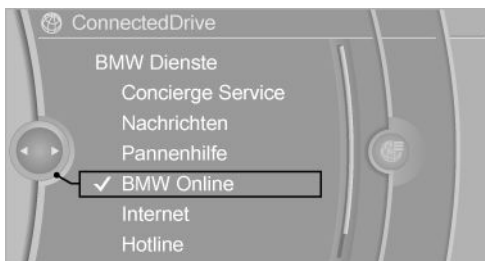 ConnectedDrive
BMW Dienste
Concierge Service
Nachrichten
Pannenhilfe
✓ BMW Online
Internet
Hotline